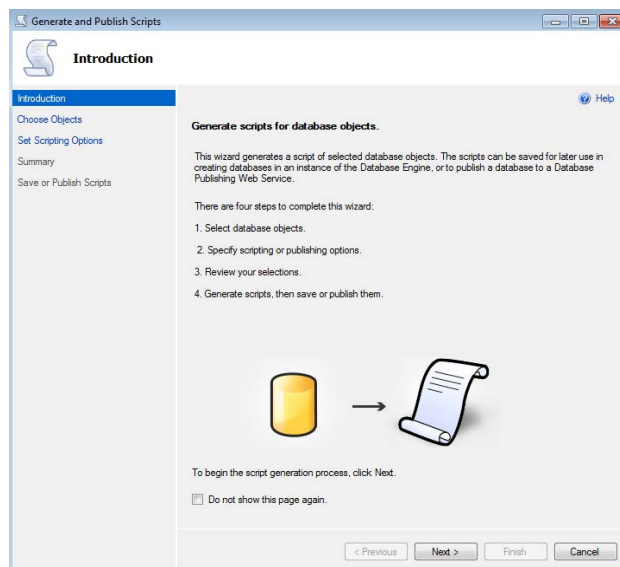 Generate and Publish Scripts
Introduction
Introduction
Help
Choose Objects
Generate scripts for database objects.
Set Scripting Options
This wizard generates a script of selected database objects. The scripts can be saved for later use in
Summary
creating databases in an instance of the Database Engine, or to publish a database to a Database
Publishing Web Service.
Save or Publish Scripts
There are four steps to complete this wizard:
1. Select database objects.
2. Specify scripting or publishing options.
3. Review your selections.
4. Generate scripts, then save or publish them.
To begin the script generation process, click Next.
Do not show this page again.
< Previous
Next >
Finish
Cancel